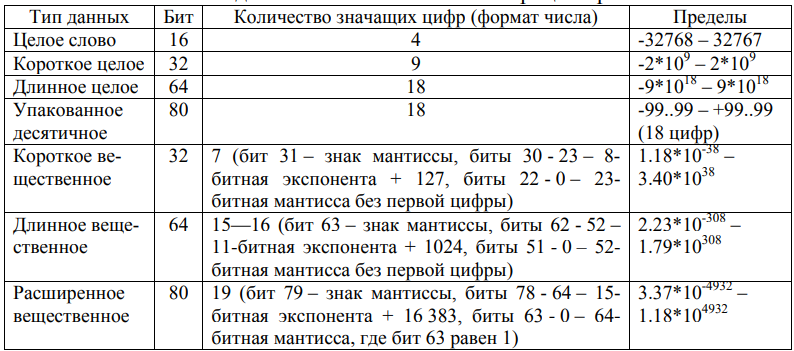 Тип данных Бит Количество значащих цифр (формат числа) Пределы
Целое слово 16 4 -32768 – 32767
Короткое целое 32 9 -2*10^9 – 2*10^9
Длинное целое 64 18 -9*10^18 – 9*10^18
Упакованное 80 18 -99..99 – +99..99
десятичное (18 цифр)
Короткое ве- 32 7 (бит 31 – знак мантиссы, биты 30 - 23 – 8- 1.18*10^-38 –
щественное битная экспонента + 127, биты 22 - 0 – 23- 3.40*10^38
битная мантисса без первой цифры)
Длинное веще- 64 15—16 (бит 63 – знак мантиссы, биты 62 - 52 – 2.23*10^-308 –
ственное 11-битная экспонента + 1024, биты 51 - 0 – 52- 1.79*10^308
битная мантисса без первой цифры)
Расширенное 80 19 (бит 79 – знак мантиссы, биты 78 - 64 – 15- 3.37*10^-4932 –
вещественное битная экспонента + 16 383, биты 63 - 0 – 64- 1.18*10^4932
битная мантисса, где бит 63 равен 1)